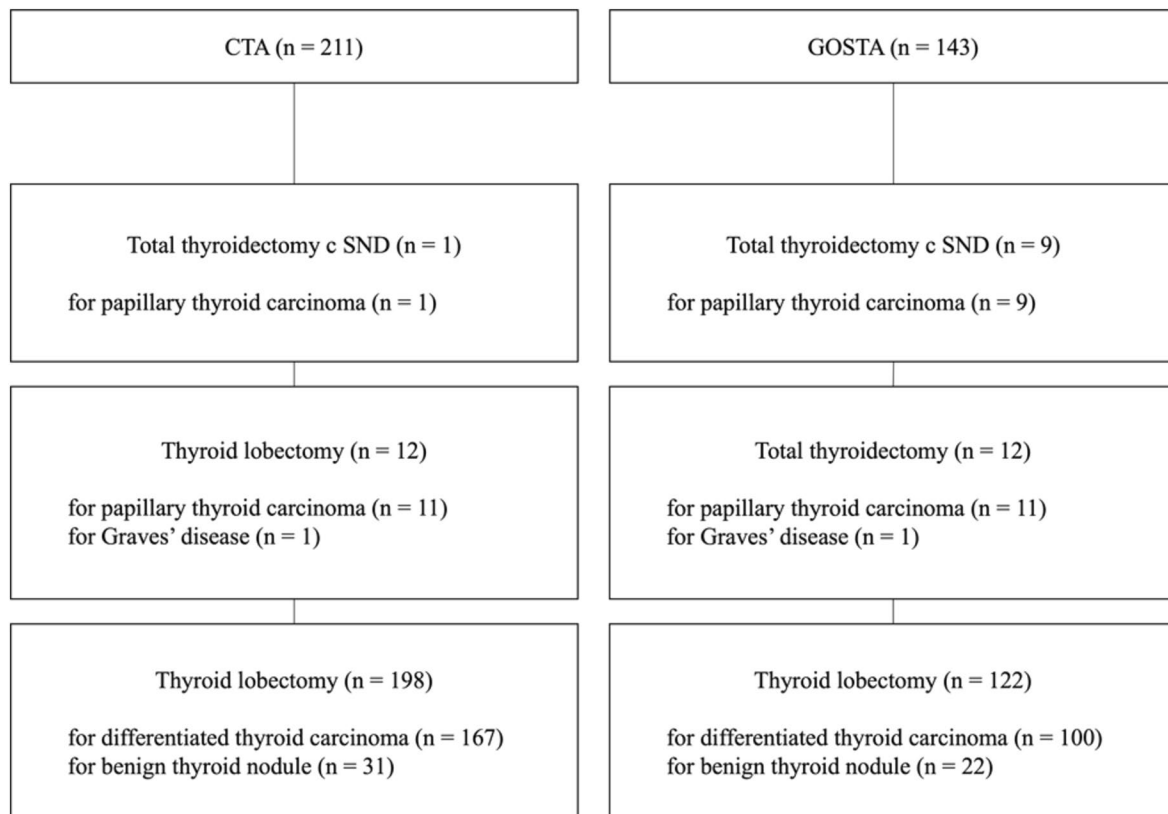 CTA (n = 211)
Total thyroidectomy c SND (n = 1)
for papillary thyroid carcinoma (n = 1)
Thyroid lobectomy (n = 12)
for papillary thyroid carcinoma (n = 11)
for Graves’ disease (n = 1)
Thyroid lobectomy (n = 198)
for differentiated thyroid carcinoma (n = 167)
for benign thyroid nodule (n = 31)
GOSTA (n = 143)
Total thyroidectomy c SND (n = 9)
for papillary thyroid carcinoma (n = 9)
Total thyroidectomy (n = 12)
for papillary thyroid carcinoma (n = 11)
for Graves’ disease (n = 1)
Thyroid lobectomy (n = 122)
for differentiated thyroid carcinoma (n = 100)
for benign thyroid nodule (n = 22)